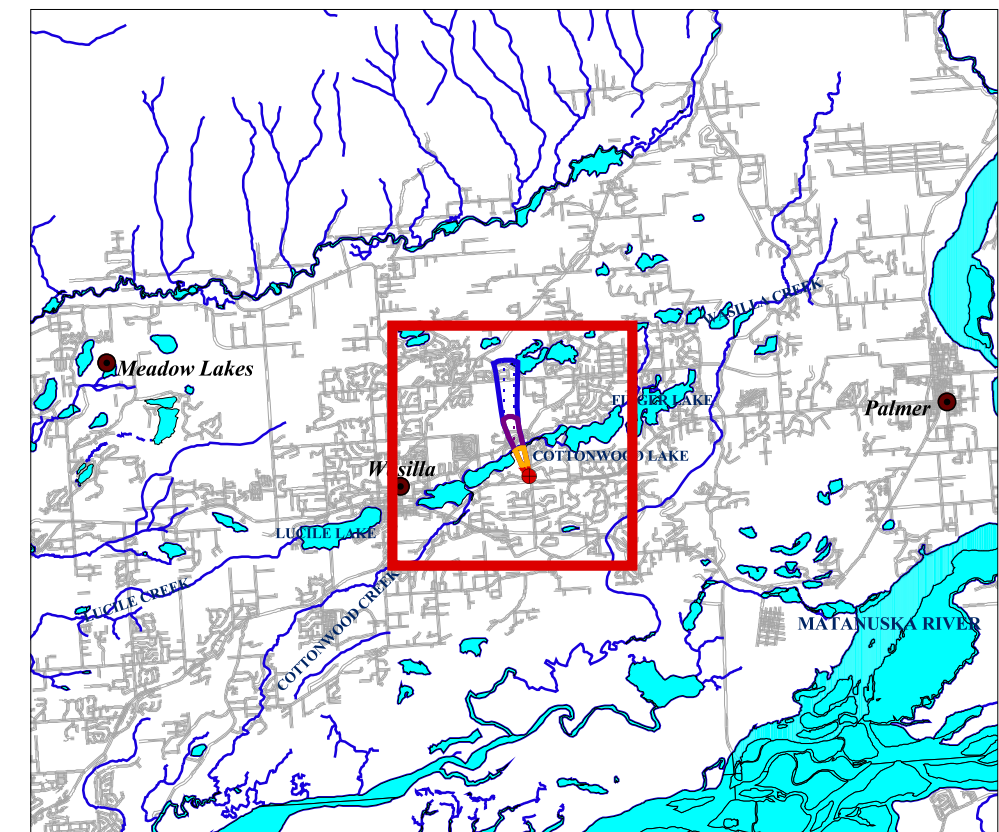 WASILLA CREEK
Meadow Lakes
FINGER LAKE
Palmer
COTTONWOOD LAKE
Wasilla
LUCILE LAKE
LUCILE CREEK
COTTONWOOD CREEK
MATANUSKA RIVER